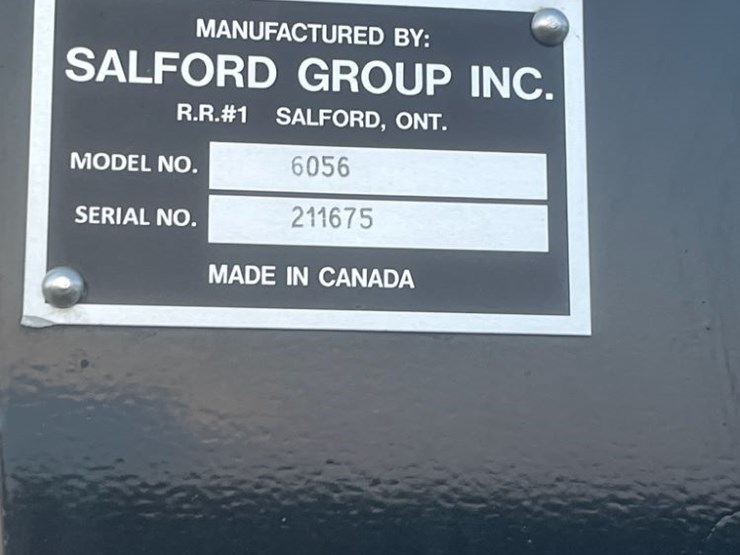 MANUFACTURED BY:
SALFORD GROUP INC.
R.R.#1 SALFORD, ONT.
MODEL NO. 6056
SERIAL NO. 211675
MADE IN CANADA